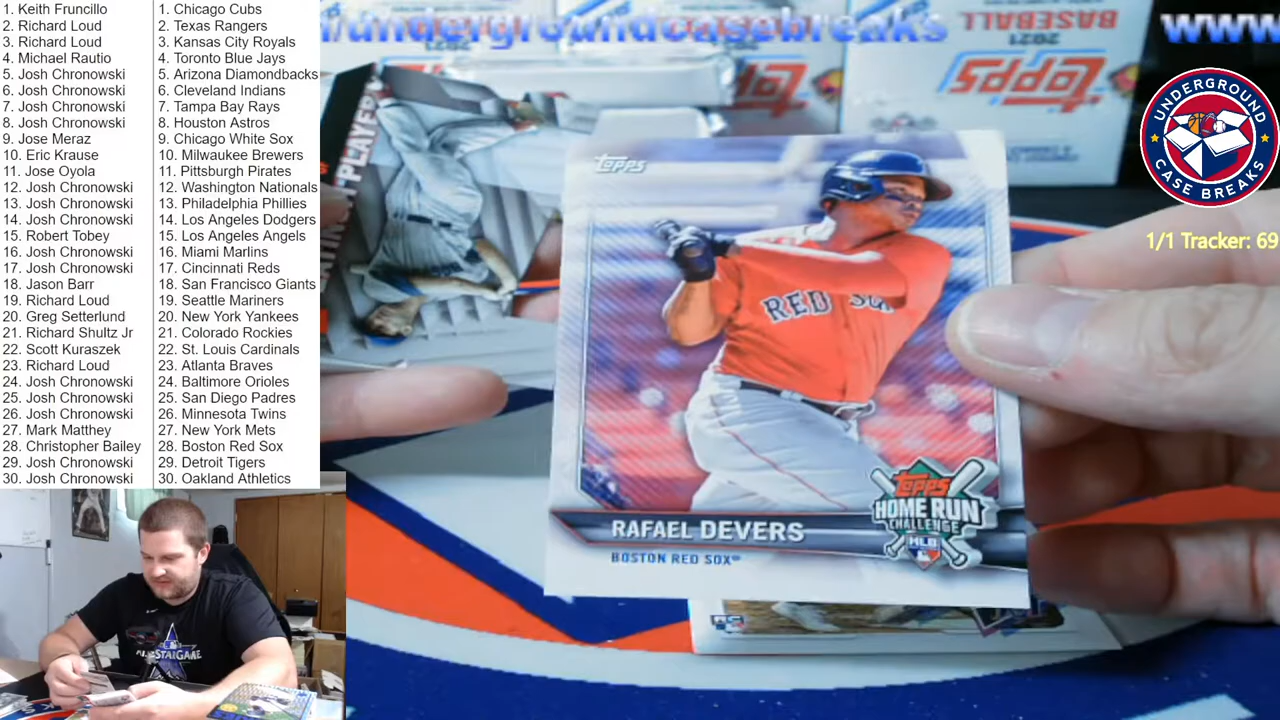 1. Keith Fruncillo
2. Richard Loud
3. Richard Loud
4. Michael Rautio
5. Josh Chronowski
6. Josh Chronowski
7. Josh Chronowski
8. Josh Chronowski
9. Jose Meraz
10. Eric Krause
11. Jose Oyola
12. Josh Chronowski
13. Josh Chronowski
14. Josh Chronowski
15. Robert Tobey
16. Josh Chronowski
17. Josh Chronowski
18. Jason Barr
19. Richard Loud
20. Greg Setterlund
21. Richard Shultz Jr
22. Scott Kuraszek
23. Richard Loud
24. Josh Chronowski
25. Josh Chronowski
26. Josh Chronowski
27. Mark Matthey
28. Christopher Bailey
29. Josh Chronowski
30. Josh Chronowski
1. Chicago Cubs
2. Texas Rangers
3. Kansas City Royals
4. Toronto Blue Jays
5. Arizona Diamondbacks
6. Cleveland Indians
7. Tampa Bay Rays
8. Houston Astros
9. Chicago White Sox
10. Milwaukee Brewers
11. Pittsburgh Pirates
12. Washington Nationals
13. Philadelphia Phillies
14. Los Angeles Dodgers
15. Los Angeles Angels
16. Miami Marlins
17. Cincinnati Reds
18. San Francisco Giants
19. Seattle Mariners
20. New York Yankees
21. Colorado Rockies
22. St. Louis Cardinals
23. Atlanta Braves
24. Baltimore Orioles
25. San Diego Padres
26. Minnesota Twins
27. New York Mets
28. Boston Red Sox
29. Detroit Tigers
30. Oakland Athletics
/undergroundcasebreaks
www
2021
BASEBALL
topps
topps
UNDERGROUND
CASE BREAKS
1/1 Tracker: 69
PLAYER
topps
RED SOX
topps
HOME RUN
CHALLENGE
MLB
RAFAEL DEVERS
BOSTON RED SOX
RC